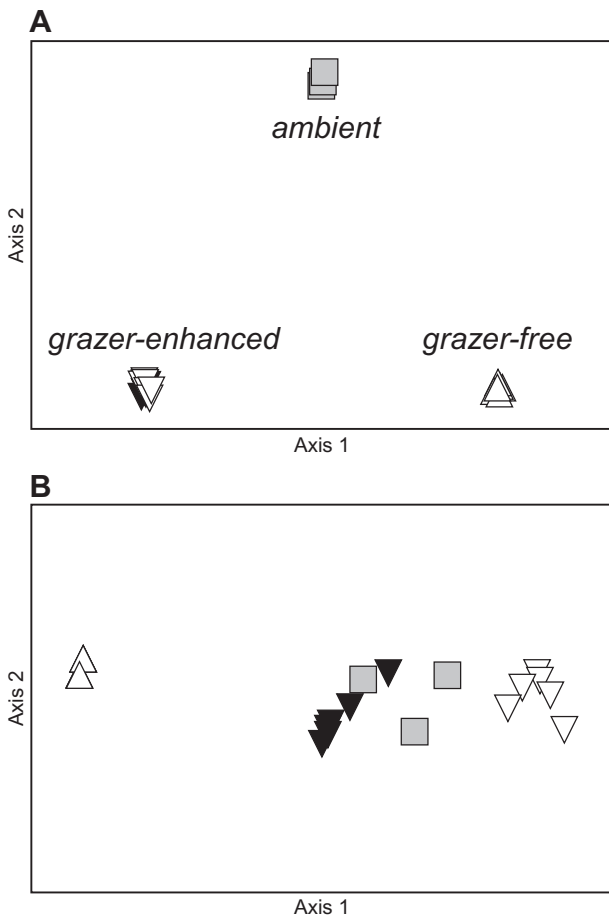 A
ambient
Axis 2
grazer-enhanced
grazer-free
Axis 1
B
Axis 2
Axis 1